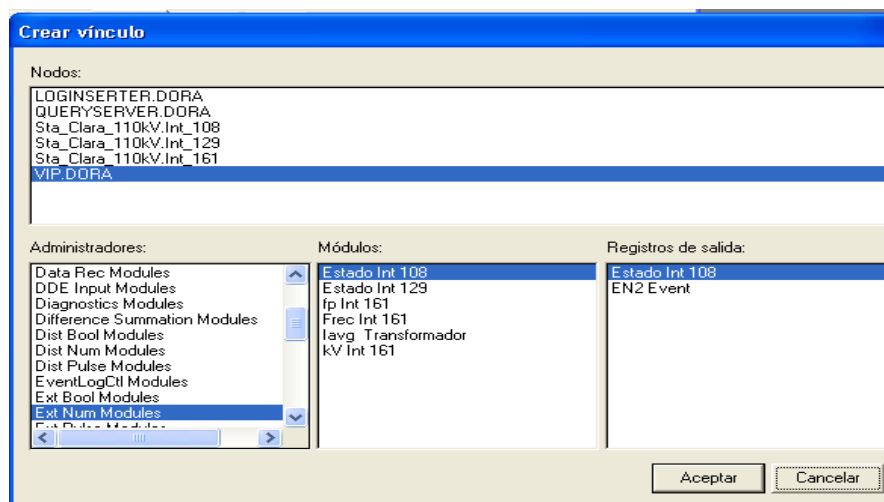 Crear vínculo
Nodos:
LOGINSERTER.DORA
QUERYSERVER.DORA
Sta_Clara_110kV.Int_108
Sta_Clara_110kV.Int_129
Sta_Clara_110kV.Int_161
VIP.DORA
Administradores:
Data Rec Modules
DDE Input Modules
Diagnostics Modules
Difference Summation Modules
Dist Bool Modules
Dist Num Modules
Dist Pulse Modules
EventLogCtl Modules
Ext Bool Modules
Ext Num Modules
Módulos:
Estado Int 108
Estado Int 129
fp Int 161
Frec Int 161
Iavg Transformador
kV Int 161
Registros de salida:
Estado Int 108
EN2 Event
Aceptar
Cancelar